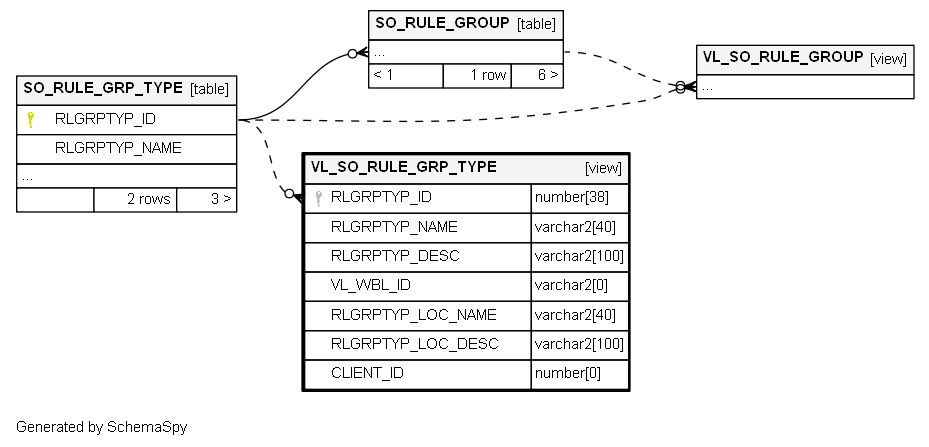 SO_RULE_GROUP [table]
...
< 1 1 row 6 >
VL_SO_RULE_GROUP [view]
...
SO_RULE_GRP_TYPE [table]
RLGRPTYP_ID
RLGRPTYP_NAME
...
2 rows 3 >
VL_SO_RULE_GRP_TYPE [view]
RLGRPTYP_ID number[38]
RLGRPTYP_NAME varchar2[40]
RLGRPTYP_DESC varchar2[100]
VL_WBL_ID varchar2[0]
RLGRPTYP_LOC_NAME varchar2[40]
RLGRPTYP_LOC_DESC varchar2[100]
CLIENT_ID number[0]
Generated by SchemaSpy